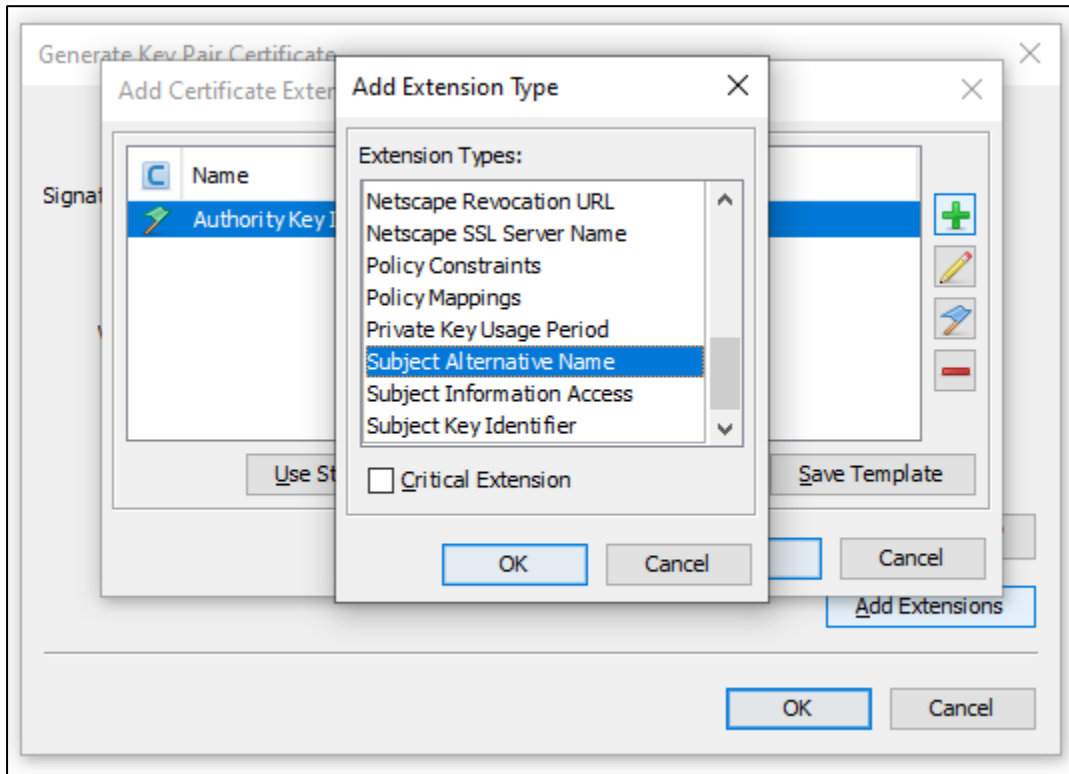 Generate Key Pair Certificate
Add Certificate Exter
Add Extension Type
Extension Types:
Name
Signat
Authority Key I
Netscape Revocation URL
Netscape SSL Server Name
Policy Constraints
Policy Mappings
Private Key Usage Period
Subject Alternative Name
Subject Information Access
Subject Key Identifier
Critical Extension
Use St
Save Template
OK
Cancel
Cancel
Add Extensions
OK
Cancel